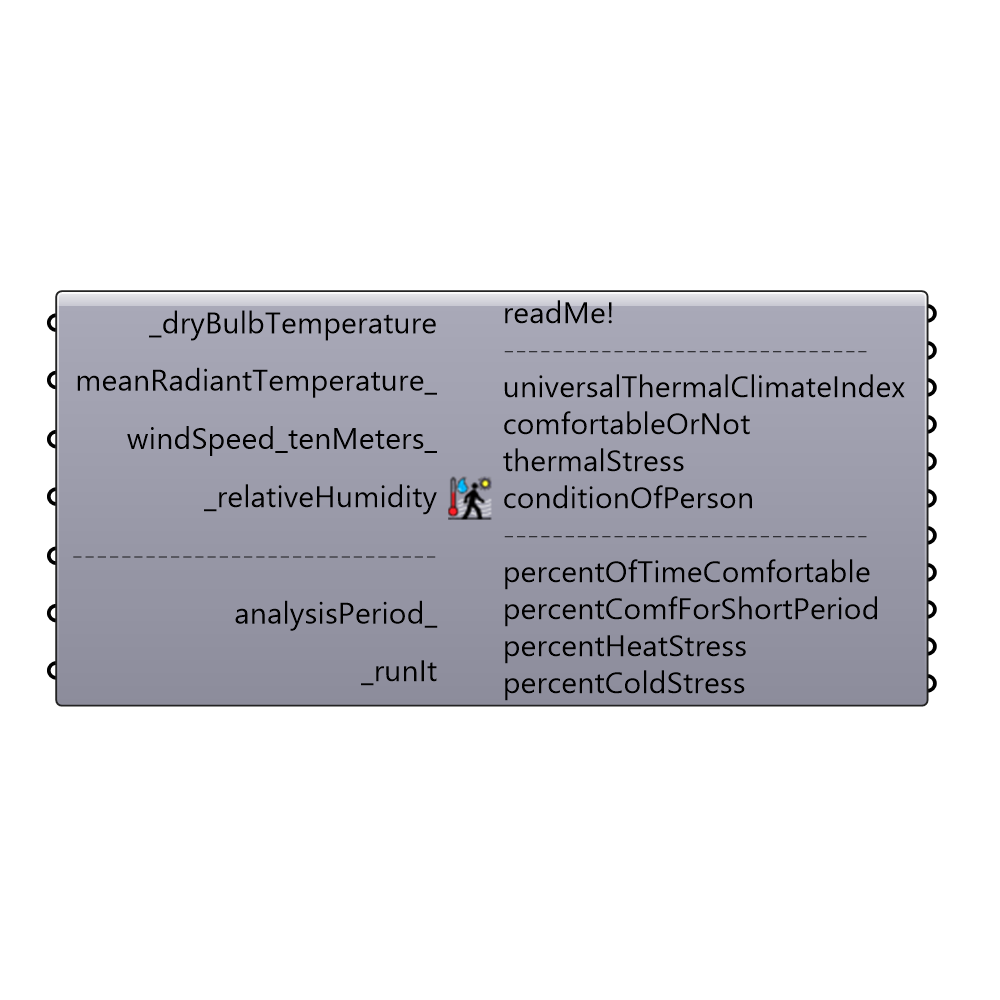 _dryBulbTemperature
meanRadiantTemperature_
windSpeed_tenMeters_
_relativeHumidity
------------------------------
analysisPeriod_
_runIt
readMe!
------------------------------
universalThermalClimateIndex
comfortableOrNot
thermalStress
conditionOfPerson
------------------------------
percentOfTimeComfortable
percentComfForShortPeriod
percentHeatStress
percentColdStress